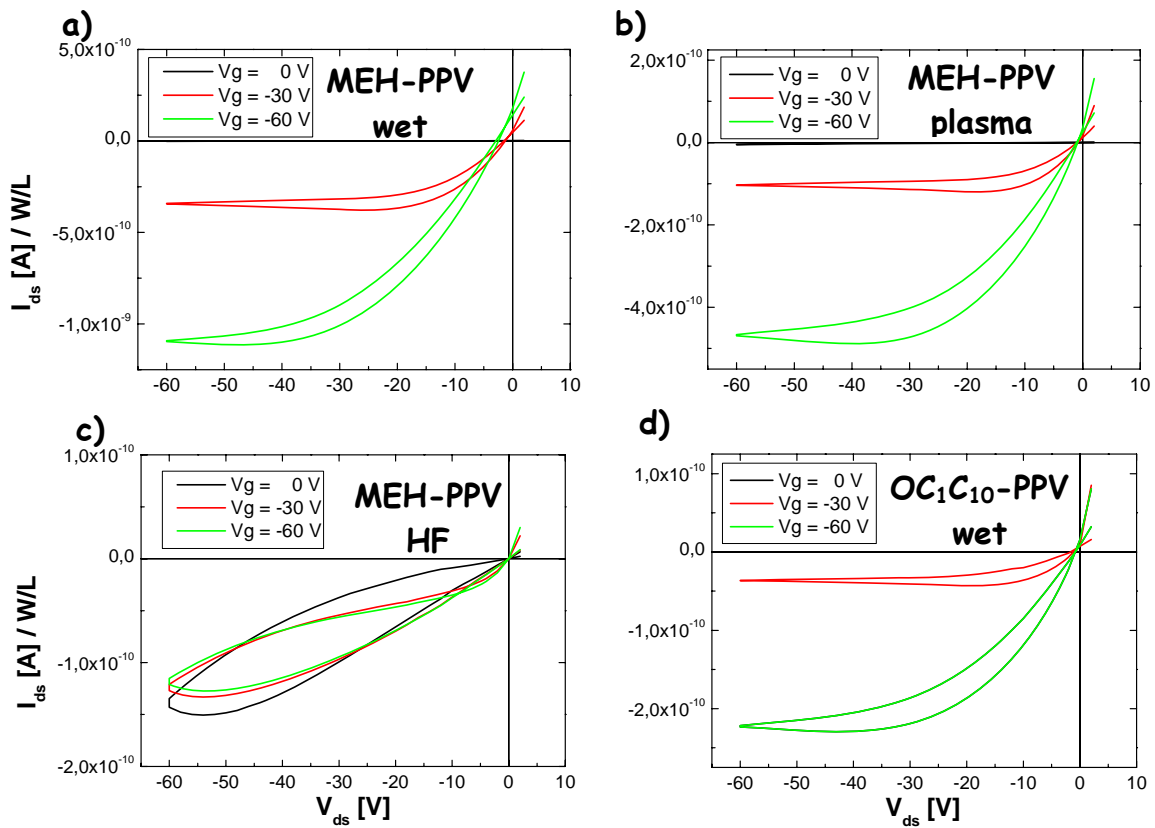 a)
5,0x10⁻¹⁰
0,0
-5,0x10⁻¹⁰
-1,0x10⁻⁹
Vg = 0 V
Vg = -30 V
Vg = -60 V
MEH-PPV
wet
-60 -50 -40 -30 -20 -10 0 10
b)
2,0x10⁻¹⁰
0,0
-2,0x10⁻¹⁰
-4,0x10⁻¹⁰
Vg = 0 V
Vg = -30 V
Vg = -60 V
MEH-PPV
plasma
-60 -50 -40 -30 -20 -10 0 10
I_ds [A] / W/L
c)
1,0x10⁻¹⁰
0,0
-1,0x10⁻¹⁰
-2,0x10⁻¹⁰
Vg = 0 V
Vg = -30 V
Vg = -60 V
MEH-PPV
HF
-60 -50 -40 -30 -20 -10 0 10
V_ds [V]
I_ds [A] / W/L
d)
1,0x10⁻¹⁰
0,0
-1,0x10⁻¹⁰
-2,0x10⁻¹⁰
Vg = 0 V
Vg = -30 V
Vg = -60 V
OC₁C₁₀-PPV
wet
-60 -50 -40 -30 -20 -10 0 10
V_ds [V]